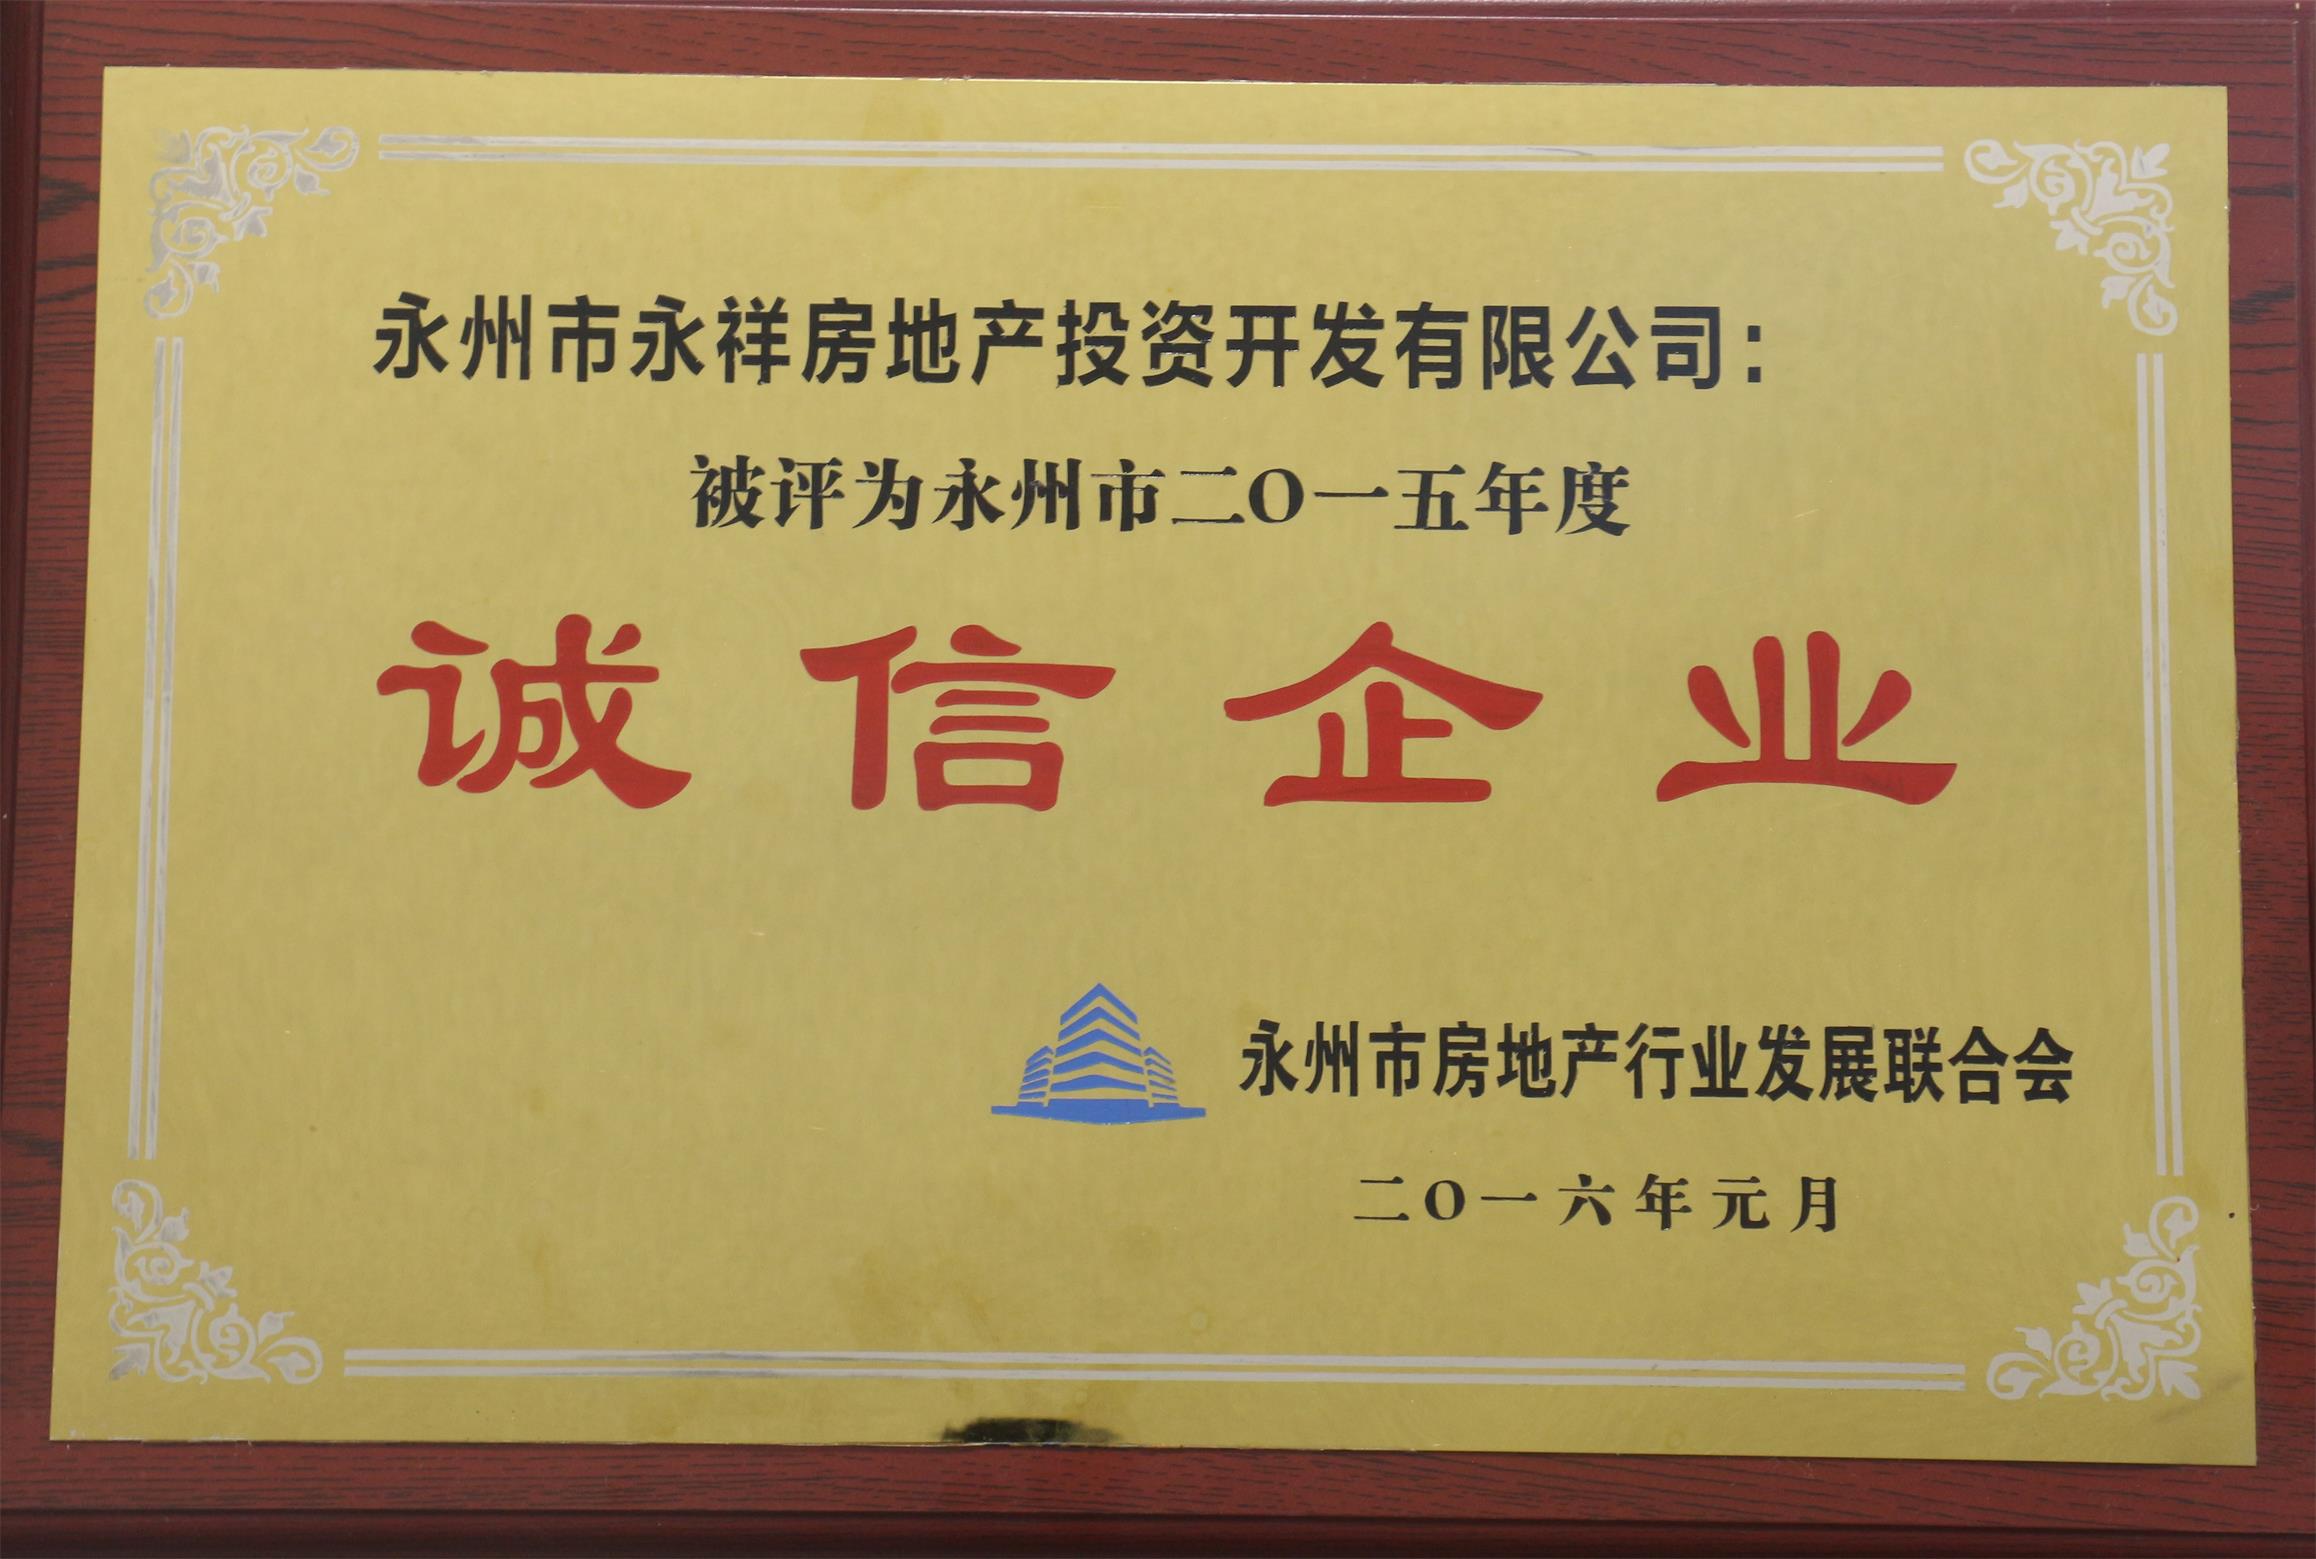 永州市永祥房地产投资开发有限公司：
被评为永州市二O一五年度
诚信企业
永州市房地产行业发展联合会
二O一六年元月